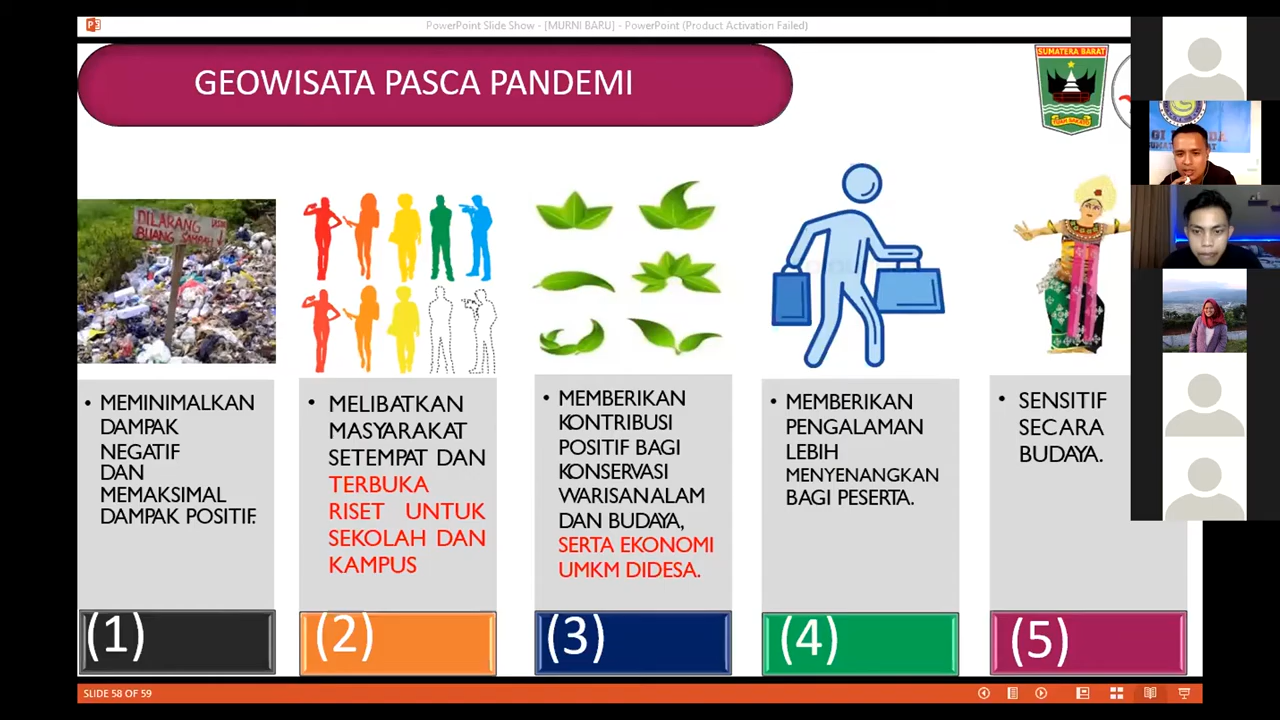 PowerPoint Slide Show - [MURNI BARU] - PowerPoint (Product Activation Failed)
GEOWISATA PASCA PANDEMI
SUMATERA BARAT
DILARANG
BUANG SAMPAH
• MEMINIMALKAN
DAMPAK
NEGATIF
DAN
MEMAKSIMAL
DAMPAK POSITIF.
(1)
• MELIBATKAN
MASYARAKAT
SETEMPAT DAN
TERBUKA
RISET UNTUK
SEKOLAH DAN
KAMPUS
(2)
• MEMBERIKAN
KONTRIBUSI
POSITIF BAGI
KONSERVASI
WARISAN ALAM
DAN BUDAYA,
SERTA EKONOMI
UMKM DIDESA.
(3)
• MEMBERIKAN
PENGALAMAN
LEBIH
MENYENANGKAN
BAGI PESERTA.
(4)
• SENSITIF
SECARA
BUDAYA.
(5)
SLIDE 58 OF 59